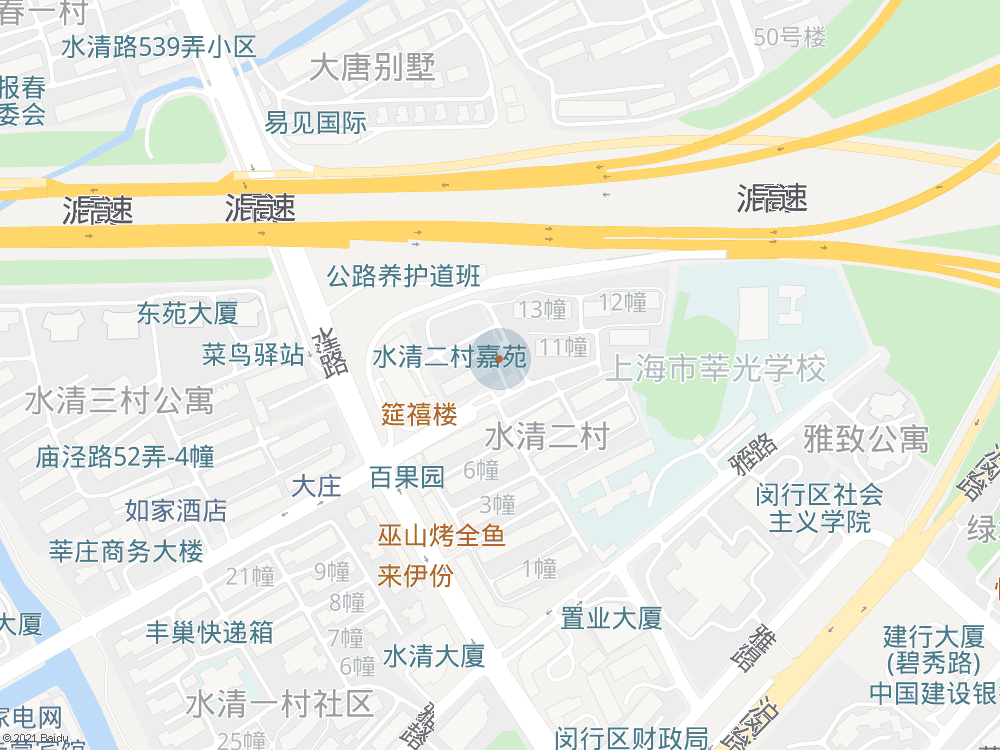 春一村
水清路539弄小区
50号楼
大唐别墅
报春
委会
易见国际
沪高速
沪高速
沪高速
公路养护道班
13幢
12幢
东苑大厦
水清路
菜鸟驿站
水清二村嘉苑
11幢
上海市莘光学校
水清三村公寓
筵禧楼
水清二村
雅致公寓
雅致路
庙泾路52弄-4幢
百果园
6幢
大庄
闵行区社会
主义学院
3幢
如家酒店
巫山烤全鱼
莘庄商务大楼
21幢
9幢
来伊份
1幢
8幢
大厦
丰巢快递箱
置业大厦
7幢
水清大厦
6幢
建行大厦
(碧秀路)
中国建设银
水清一村社区
家电网
25幢
闵行区财政局
© 2021 Baidu